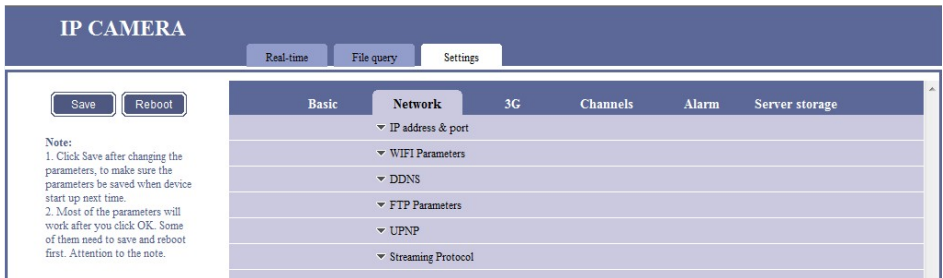 IP CAMERA
Real-time File query Settings
Save Reboot
Note:
1. Click Save after changing the
parameters, to make sure the
parameters be saved when device
start up next time.
2. Most of the parameters will
work after you click OK. Some
of them need to save and reboot
first. Attention to the note.
Basic Network 3G Channels Alarm Server storage
IP address & port
WIFI Parameters
DDNS
FTP Parameters
UPNP
Streaming Protocol